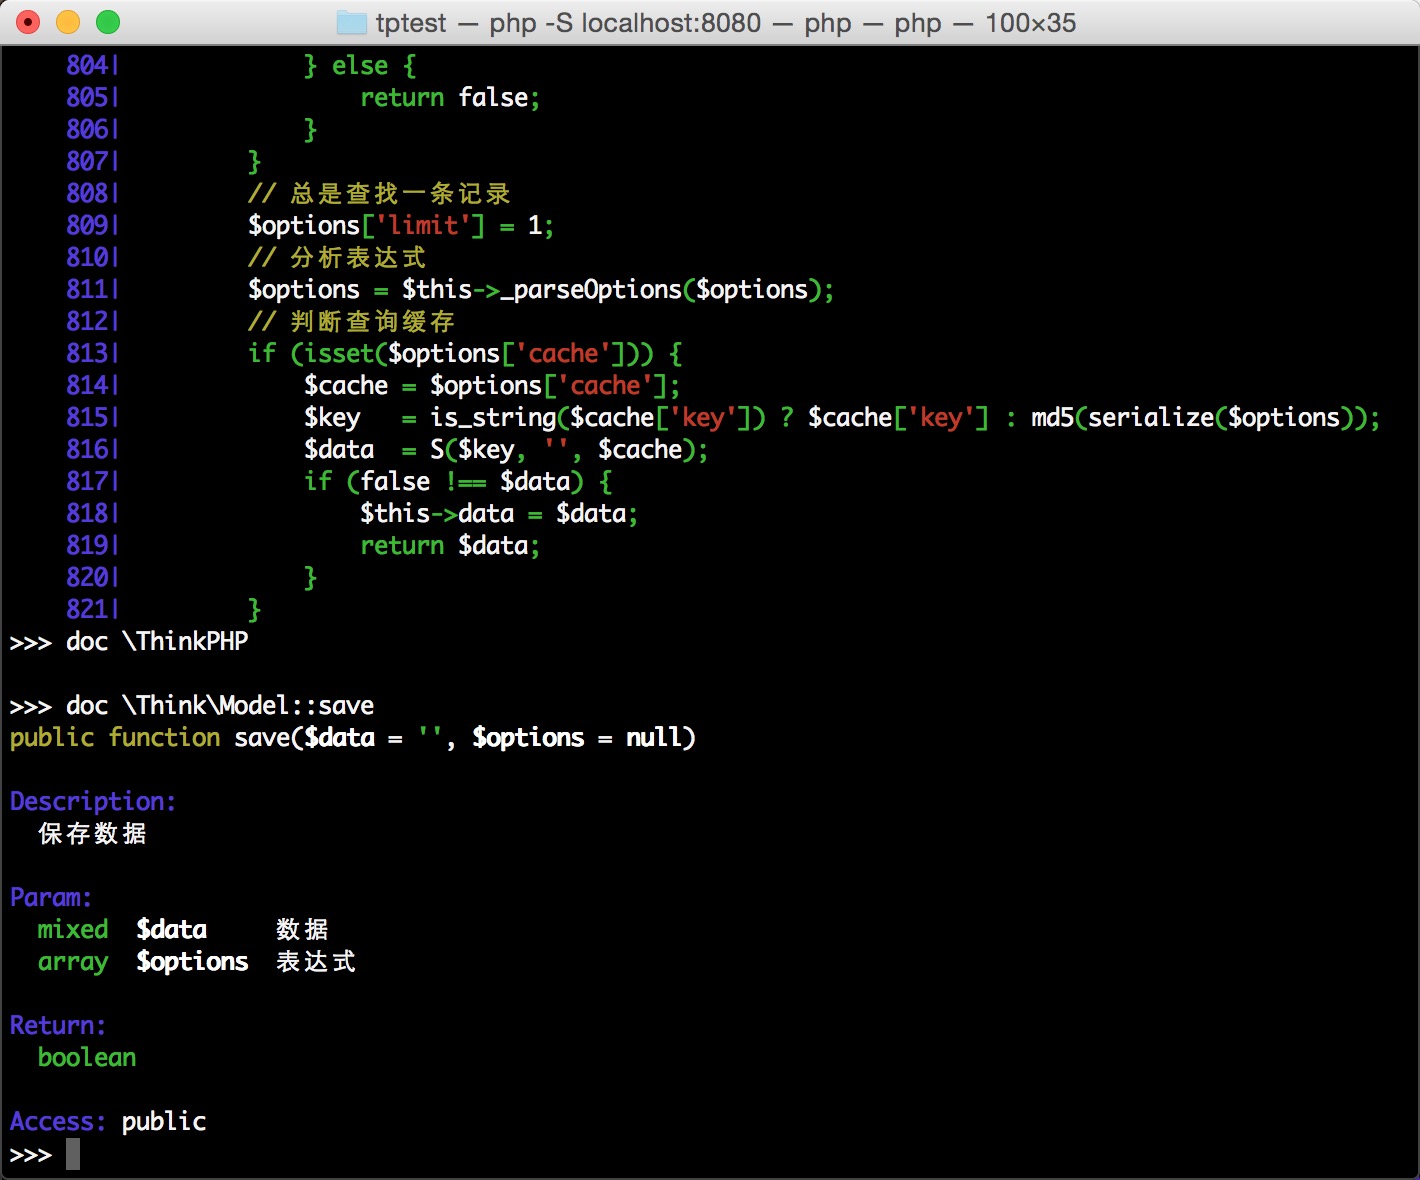 tptest — php -S localhost:8080 — php — php — 100×35
804|             } else {
805|                 return false;
806|             }
807|         }
808|         // 总是查找一条记录
809|         $options['limit'] = 1;
810|         // 分析表达式
811|         $options = $this->_parseOptions($options);
812|         // 判断查询缓存
813|         if (isset($options['cache'])) {
814|             $cache = $options['cache'];
815|             $key   = is_string($cache['key']) ? $cache['key'] : md5(serialize($options));
816|             $data  = S($key, '', $cache);
817|             if (false !== $data) {
818|                 $this->data = $data;
819|                 return $data;
820|             }
821|         }
>>> doc \ThinkPHP
>>> doc \Think\Model::save
public function save($data = '', $options = null)
Description:
  保存数据
Param:
  mixed  $data     数据
  array  $options  表达式
Return:
  boolean
Access: public
>>>